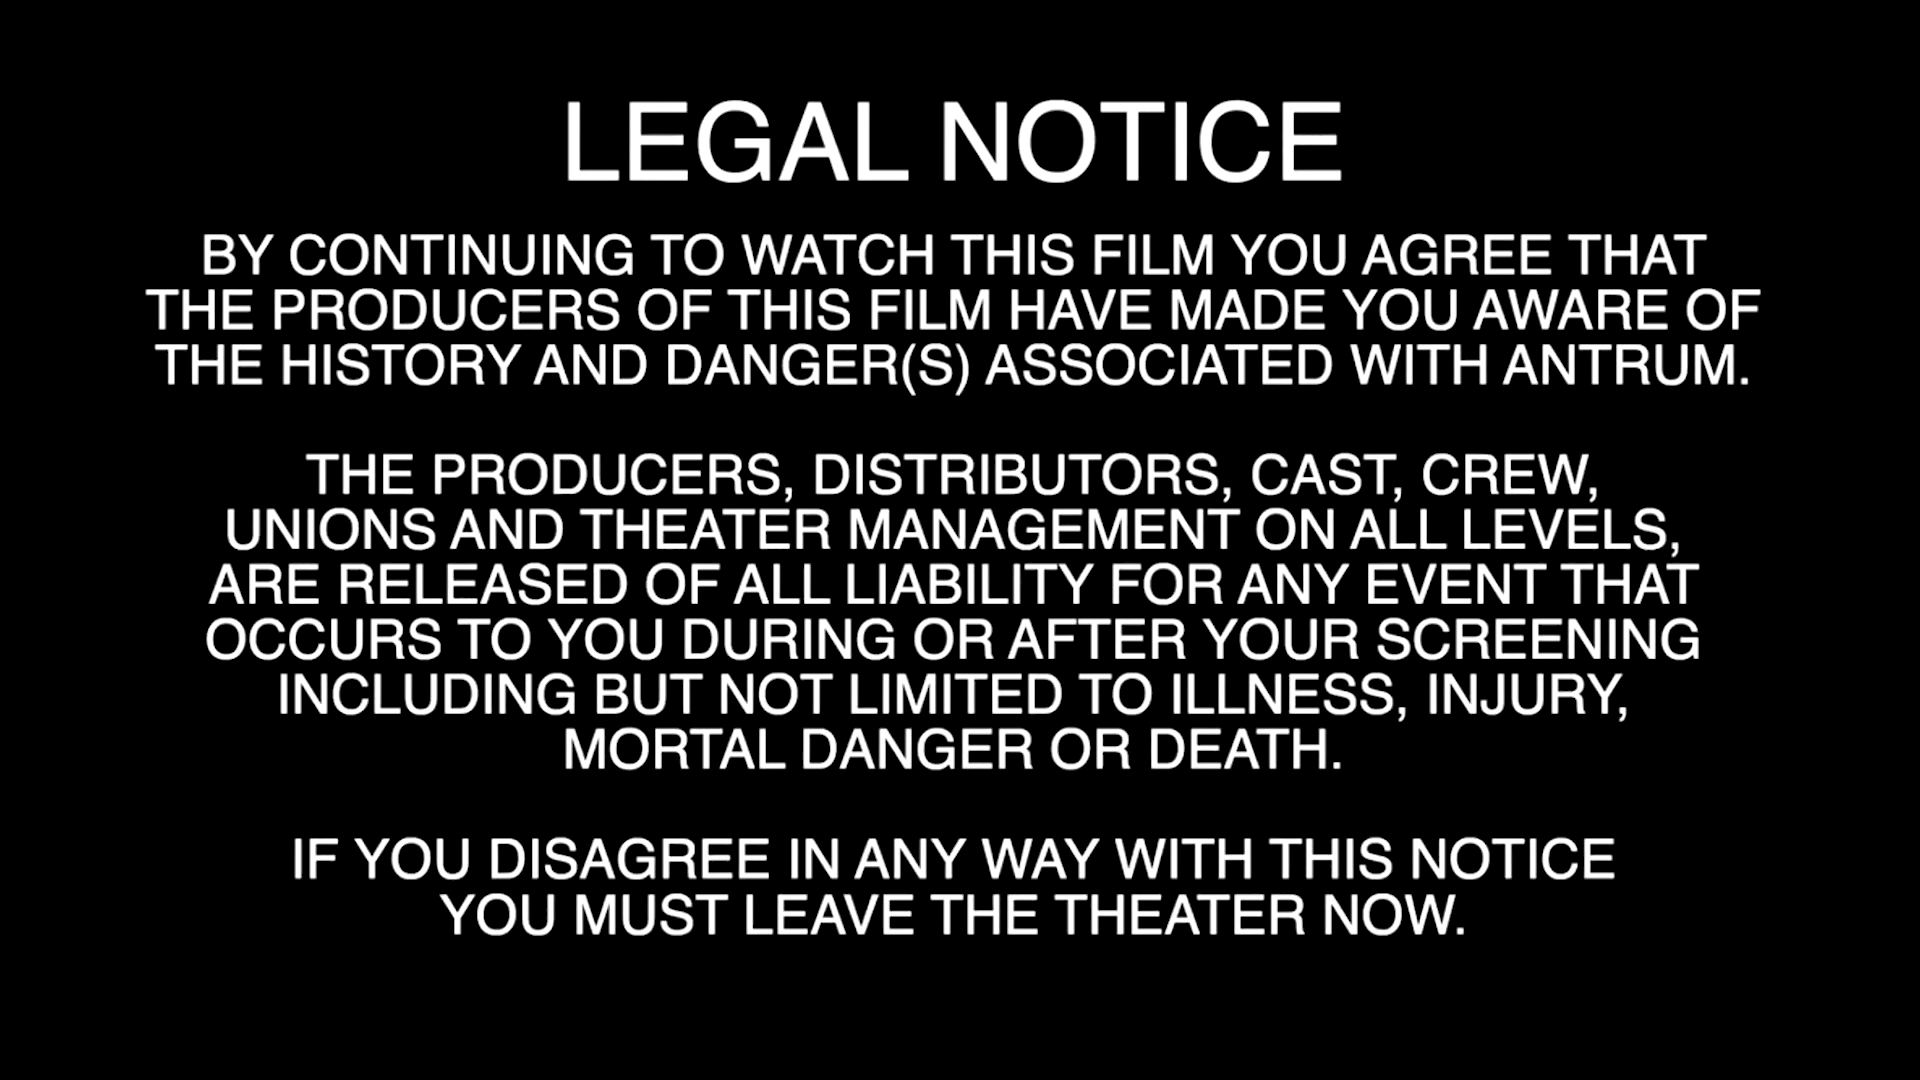 LEGAL NOTICE
BY CONTINUING TO WATCH THIS FILM YOU AGREE THAT
THE PRODUCERS OF THIS FILM HAVE MADE YOU AWARE OF
THE HISTORY AND DANGER(S) ASSOCIATED WITH ANTRUM.
THE PRODUCERS, DISTRIBUTORS, CAST, CREW,
UNIONS AND THEATER MANAGEMENT ON ALL LEVELS,
ARE RELEASED OF ALL LIABILITY FOR ANY EVENT THAT
OCCURS TO YOU DURING OR AFTER YOUR SCREENING
INCLUDING BUT NOT LIMITED TO ILLNESS, INJURY,
MORTAL DANGER OR DEATH.
IF YOU DISAGREE IN ANY WAY WITH THIS NOTICE
YOU MUST LEAVE THE THEATER NOW.